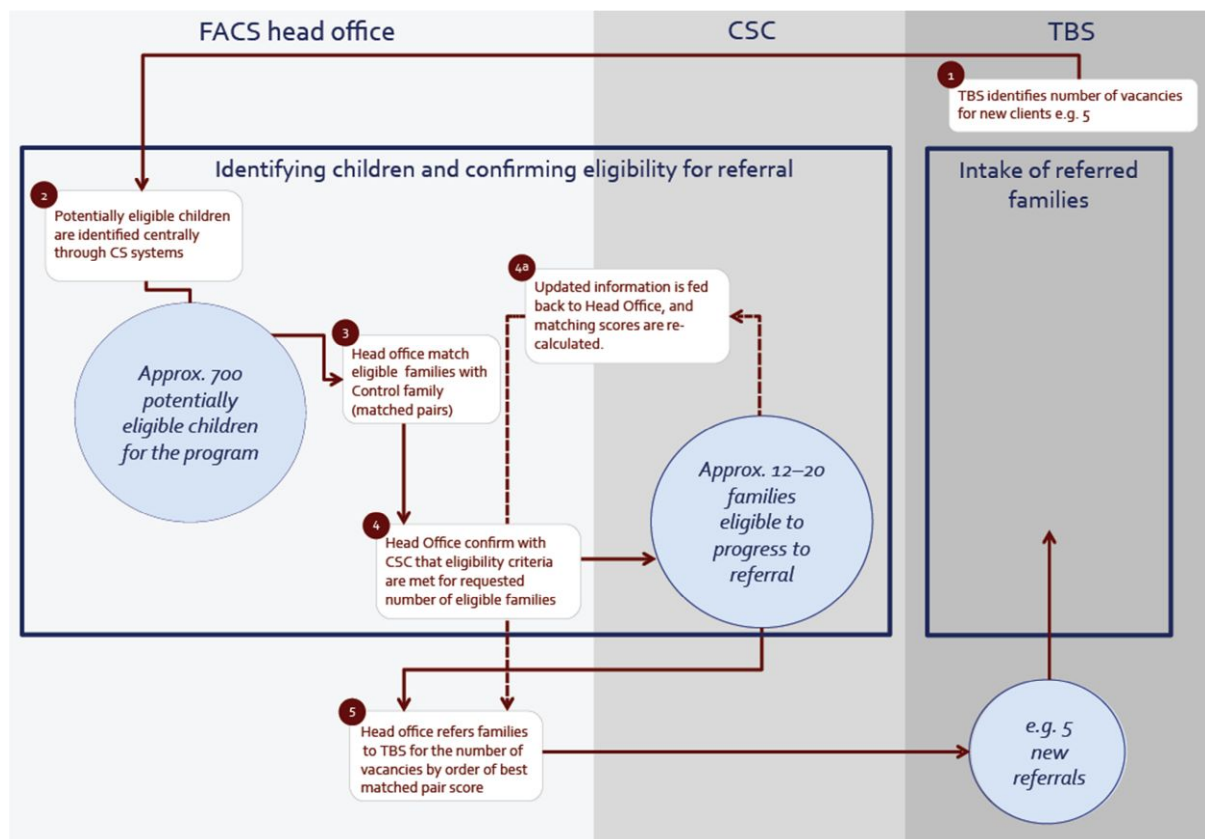 FACS head office
CSC
TBS
1
TBS identifies number of vacancies
for new clients e.g. 5
Identifying children and confirming eligibility for referral
Intake of referred
families
2
Potentially eligible children
are identified centrally
through CS systems
Approx. 700
potentially
eligible children
for the program
3
Head office match
eligible families with
Control family
(matched pairs)
4a
Updated information is fed
back to Head Office, and
matching scores are re-
calculated.
4
Head Office confirm with
CSC that eligibility criteria
are met for requested
number of eligible families
Approx. 12–20
families
eligible to
progress to
referral
5
Head office refers families
to TBS for the number of
vacancies by order of best
matched pair score
e.g. 5
new
referrals